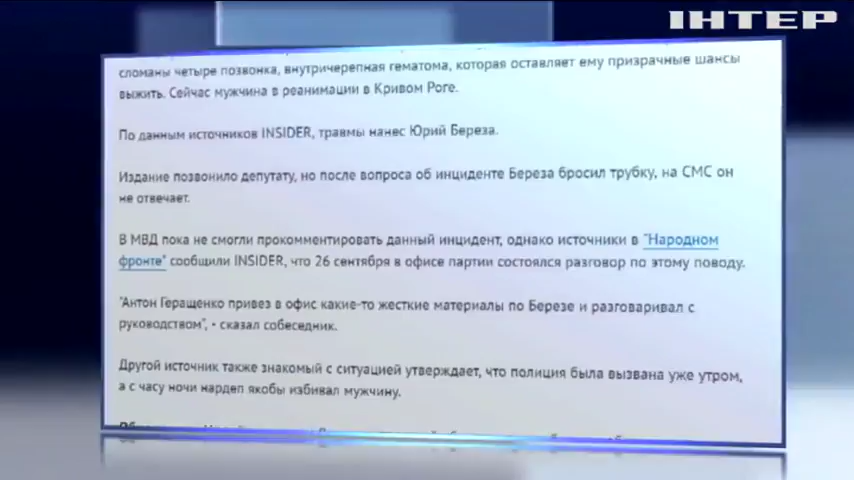 ІНТЕР
сломаны четыре позвонка, внутричерепная гематома, которая оставляет ему призрачные шансы
выжить. Сейчас мужчина в реанимации в Кривом Роге.
По данным источников INSIDER, травмы нанес Юрий Береза.
Издание позвонило депутату, но после вопроса об инциденте Береза бросил трубку, на СМС он
не отвечает.
В МВД пока не смогли прокомментировать данный инцидент, однако источники в "Народном
фронте" сообщили INSIDER, что 26 сентября в офисе партии состоялся разговор по этому поводу.
"Антон Геращенко привез в офис какие-то жесткие материалы по Березе и разговаривал с
руководством", - сказал собеседник.
Другой источник также знакомый с ситуацией утверждает, что полиция была вызвана уже утром,
а с часу ночи нардеп якобы избивал мужчину.